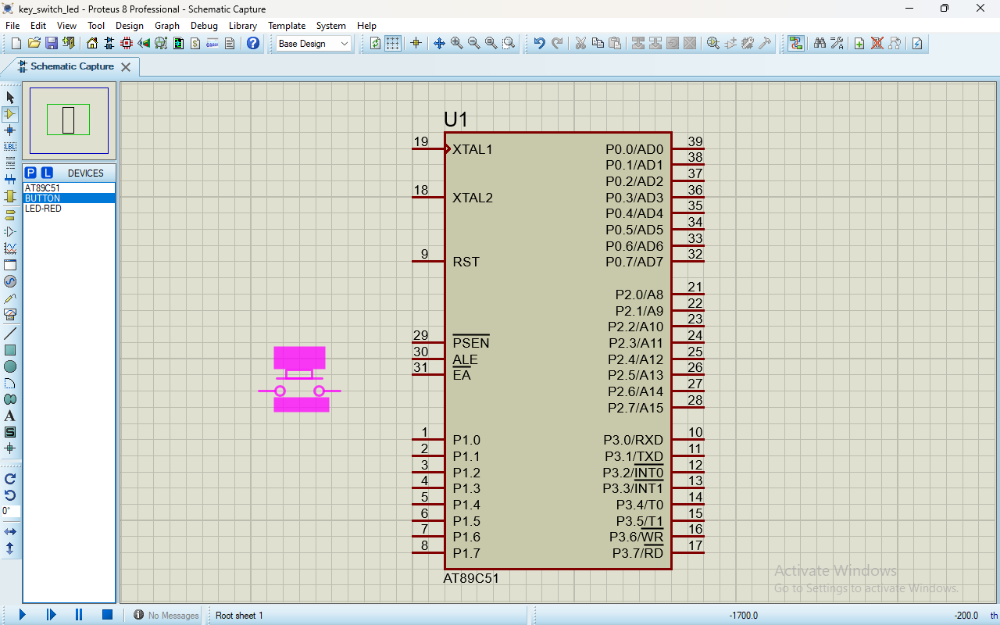 key_switch_led - Proteus 8 Professional - Schematic Capture
File Edit View Tool Design Graph Debug Library Template System Help
Base Design
Schematic Capture
P L DEVICES
AT89C51
BUTTON
LED-RED
LBL
A
S
0°
U1
19 XTAL1
18 XTAL2
9 RST
29 PSEN
30 ALE
31 EA
1 P1.0
2 P1.1
3 P1.2
4 P1.3
5 P1.4
6 P1.5
7 P1.6
8 P1.7
P0.0/AD0 39
P0.1/AD1 38
P0.2/AD2 37
P0.3/AD3 36
P0.4/AD4 35
P0.5/AD5 34
P0.6/AD6 33
P0.7/AD7 32
P2.0/A8 21
P2.1/A9 22
P2.2/A10 23
P2.3/A11 24
P2.4/A12 25
P2.5/A13 26
P2.6/A14 27
P2.7/A15 28
P3.0/RXD 10
P3.1/TXD 11
P3.2/INT0 12
P3.3/INT1 13
P3.4/T0 14
P3.5/T1 15
P3.6/WR 16
P3.7/RD 17
AT89C51
Activate Windows
Go to Settings to activate Windows.
No Messages
Root sheet 1
-1700.0
-200.0 th